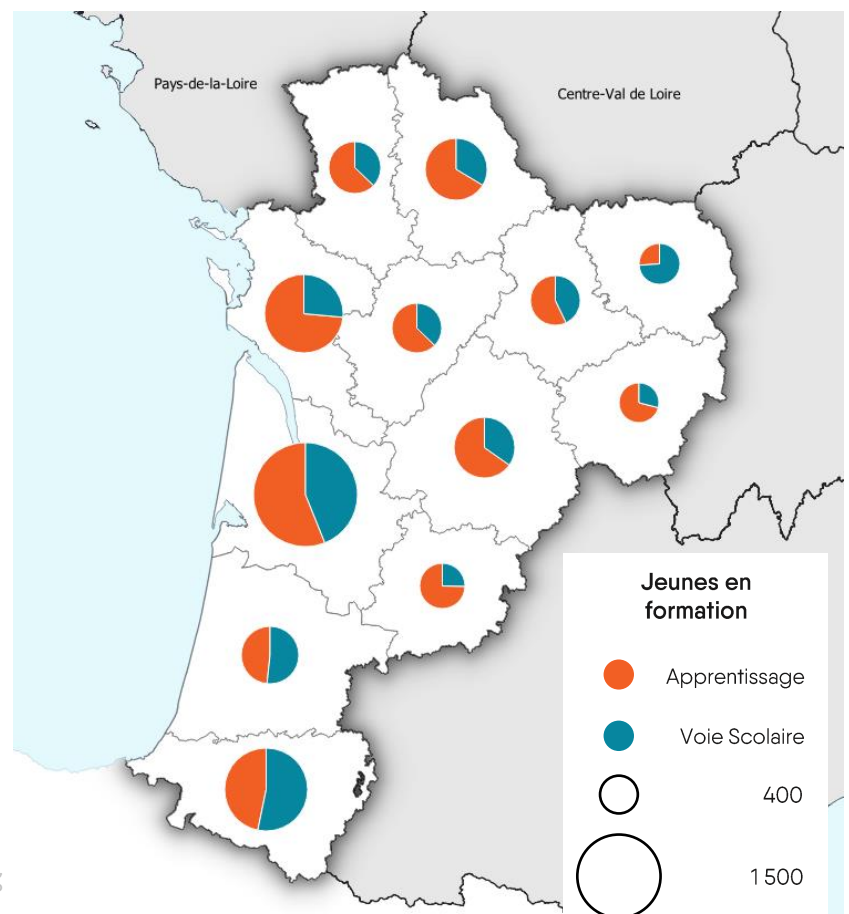 Pays-de-la-Loire
Centre-Val de Loire
Jeunes en
formation
Apprentissage
Voie Scolaire
400
1 500